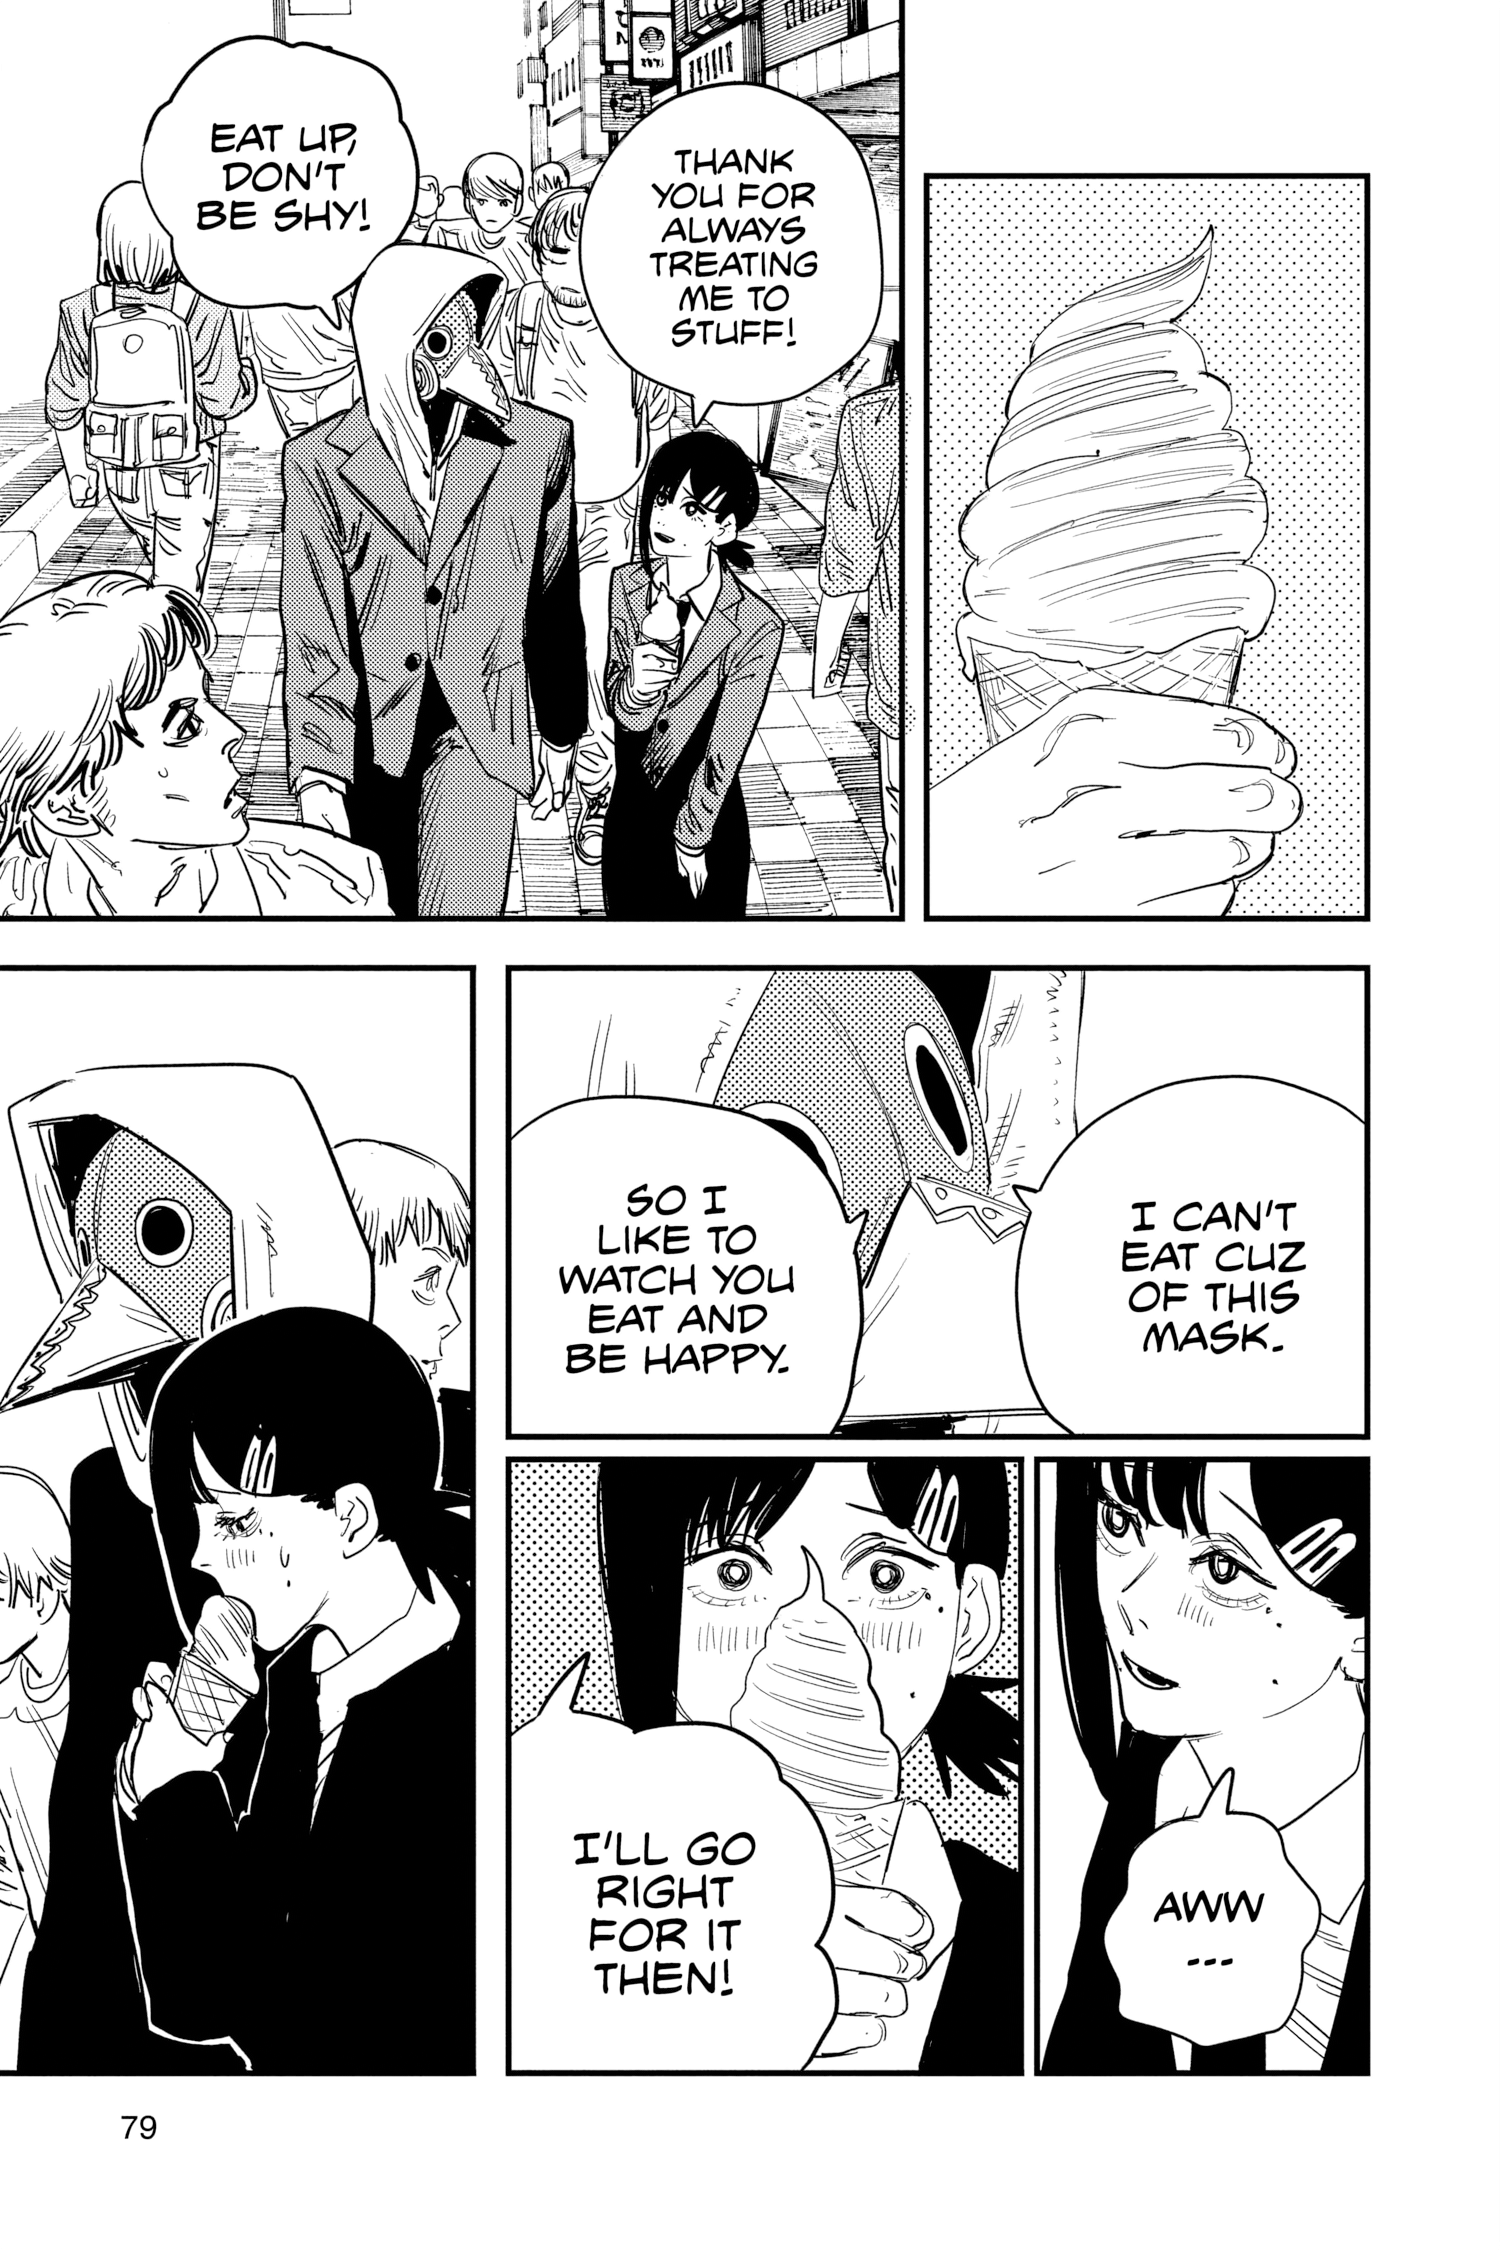 THANK
YOU FOR
ALWAYS
TREATING
ME TO
STUFF!
EAT UP,
DON'T
BE SHY!
I CAN'T
EAT CUZ
OF THIS
MASK.
SO I
LIKE TO
WATCH YOU
EAT AND
BE HAPPY.
AWW
...
I'LL GO
RIGHT
FOR IT
THEN!
79